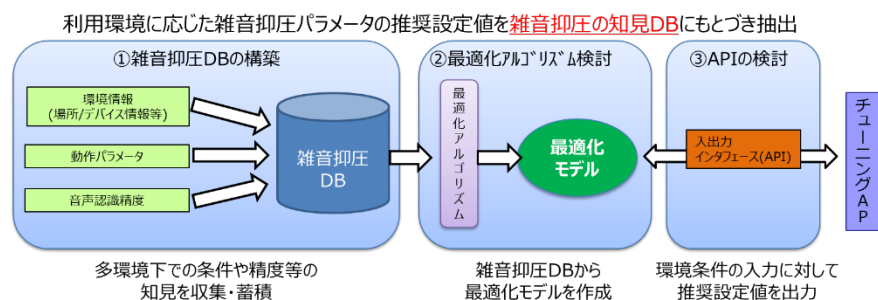 利用環境に応じた雑音抑圧パラメータの推奨設定値を雑音抑圧の知見DBにもとづき抽出
①雑音抑圧DBの構築
環境情報
(場所/デバイス情報等)
動作パラメータ
音声認識精度
雑音抑圧
DB
多環境下での条件や精度等の
知見を収集・蓄積
②最適化ｱﾙｺﾞﾘｽﾞﾑ検討
最適化アルゴリズム
最適化
モデル
雑音抑圧DBから
最適化モデルを作成
③APIの検討
入出力
インタフェース(API)
環境条件の入力に対して
推奨設定値を出力
チューニングAP